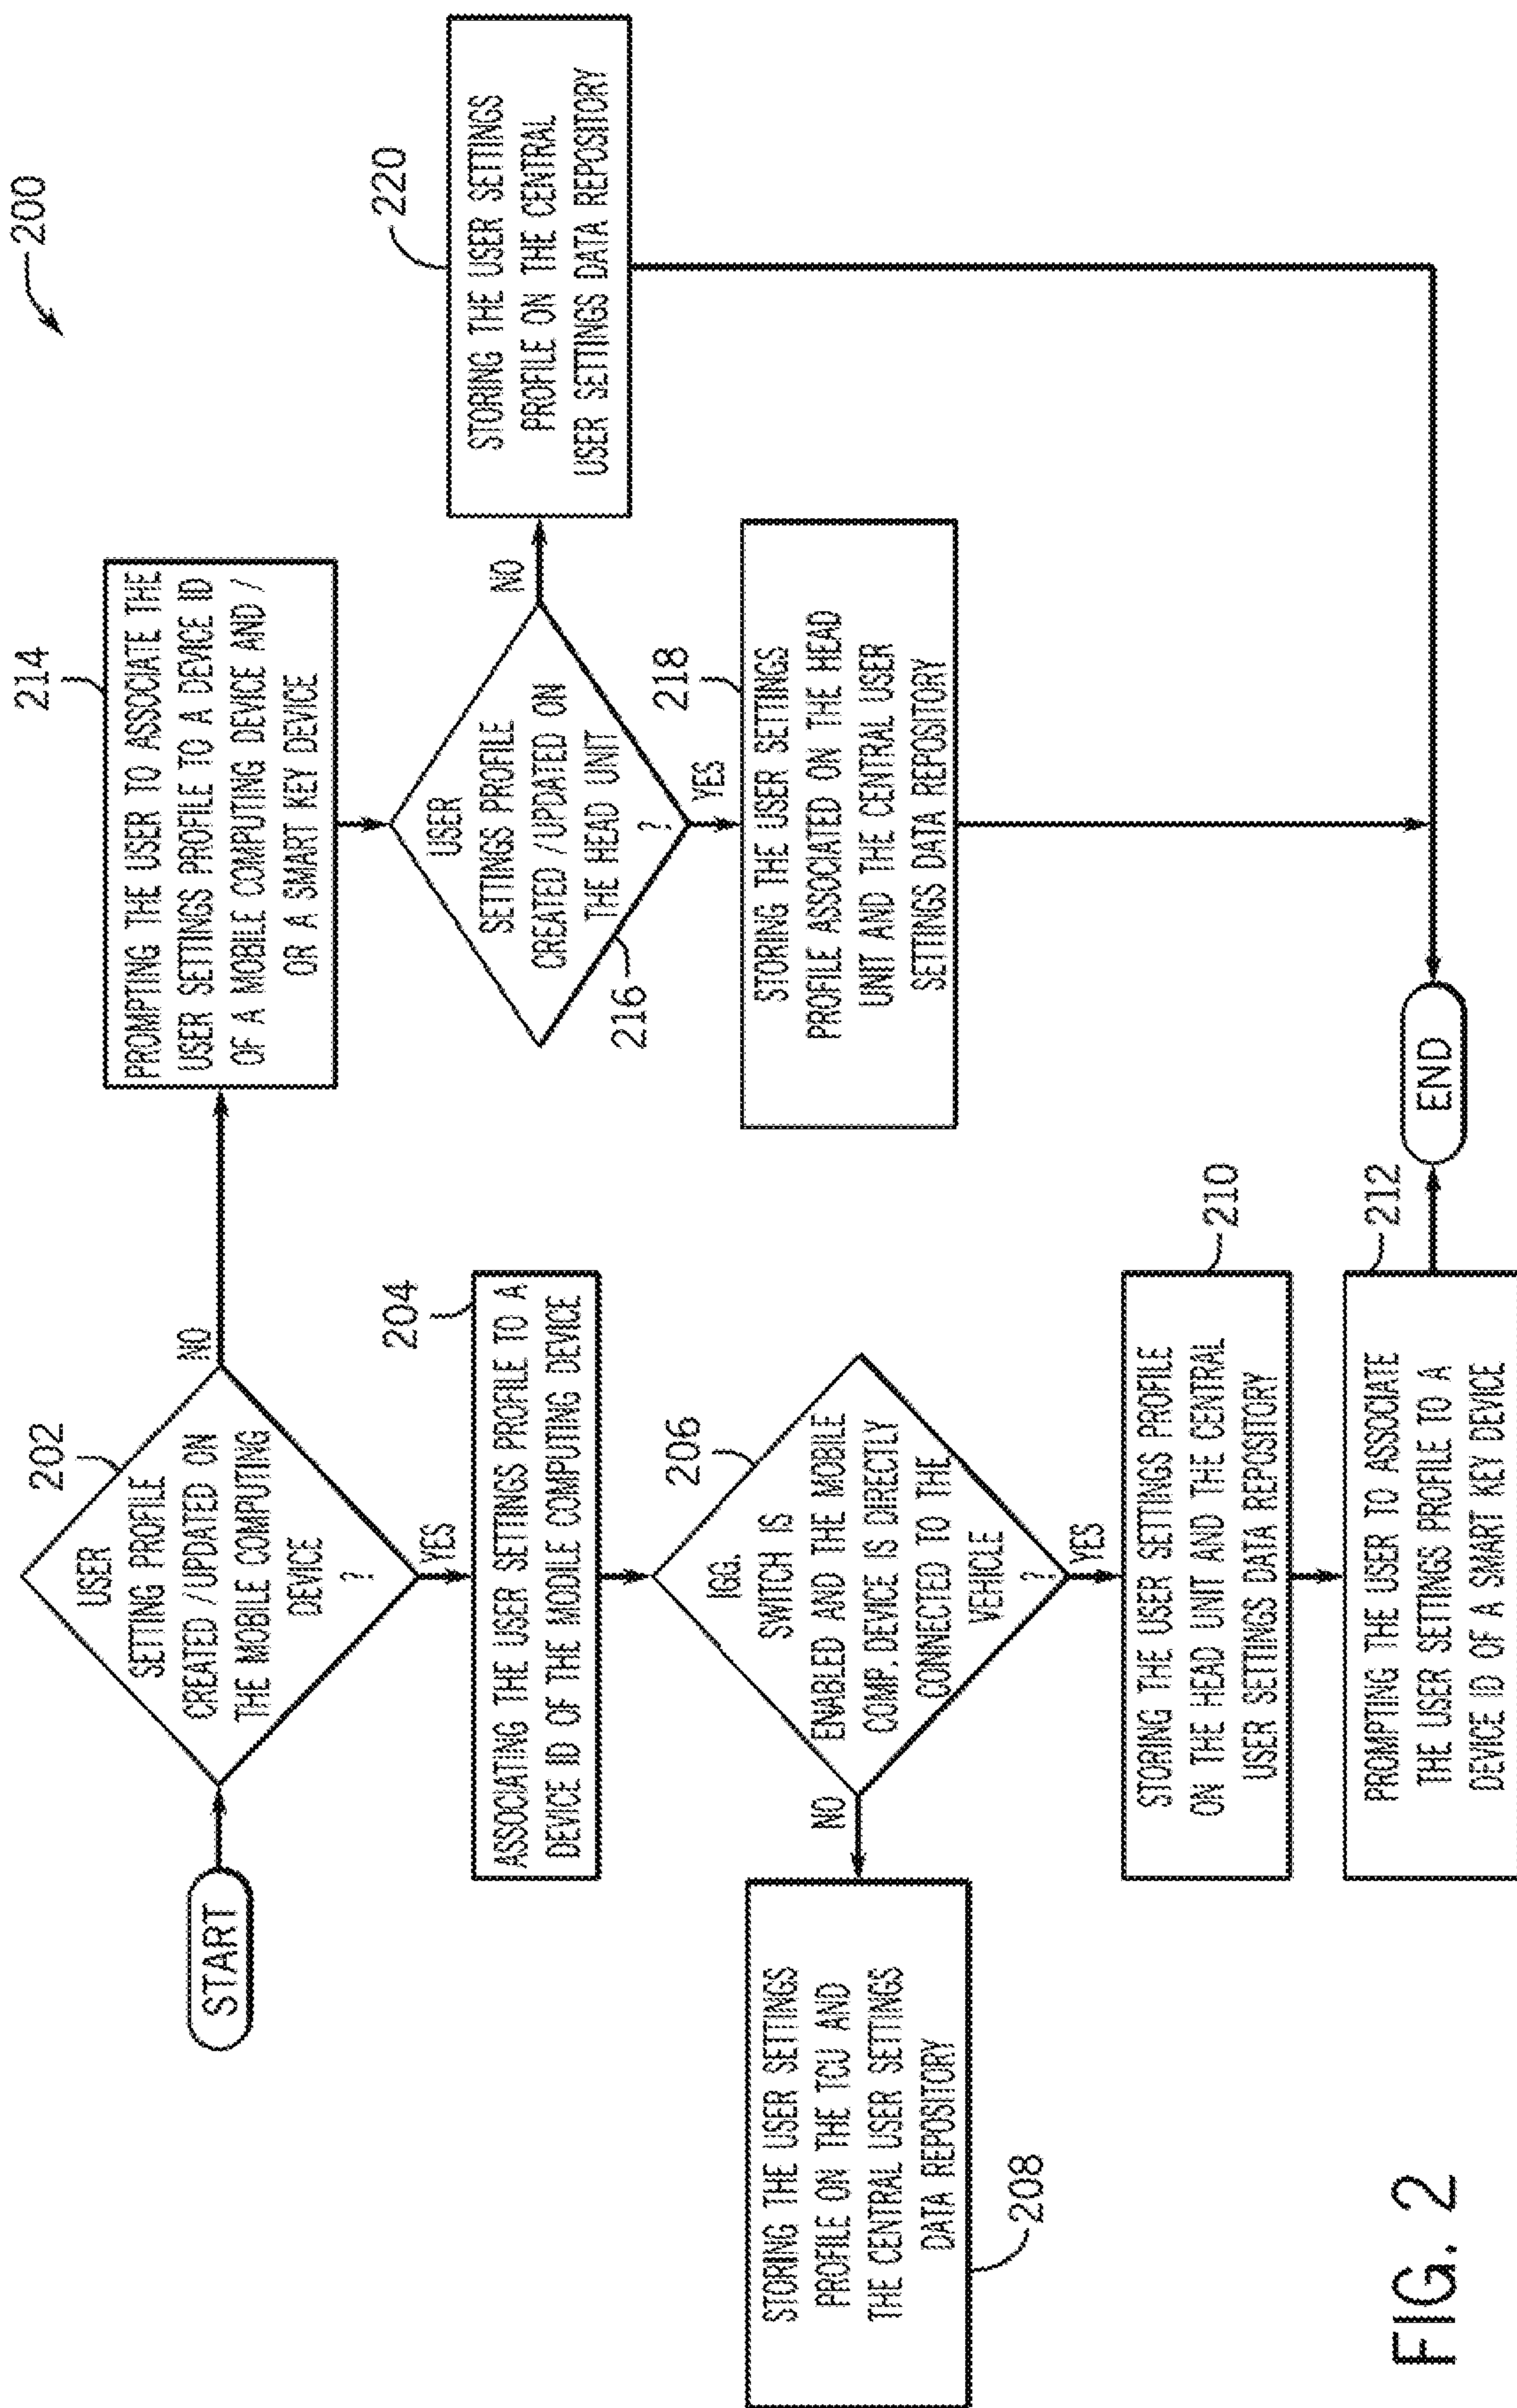 200
START
202
USER
SETTING PROFILE
CREATED/UPDATED ON
THE MOBILE COMPUTING
DEVICE
?
NO
YES
214
PROMPTING THE USER TO ASSOCIATE THE
USER SETTINGS PROFILE TO A DEVICE ID
OF A MOBILE COMPUTING DEVICE AND/
OR A SMART KEY DEVICE
204
ASSOCIATING THE USER SETTINGS PROFILE TO A
DEVICE ID OF THE MOBILE COMPUTING DEVICE
216
USER
SETTINGS PROFILE
CREATED/UPDATED ON
THE HEAD UNIT
?
NO
YES
220
STORING THE USER SETTINGS
PROFILE ON THE CENTRAL
USER SETTINGS DATA REPOSITORY
206
IGG.
SWITCH IS
ENABLED AND THE MOBILE
COMP. DEVICE IS DIRECTLY
CONNECTED TO THE
VEHICLE
?
NO
YES
208
STORING THE USER SETTINGS
PROFILE ON THE TCU AND
THE CENTRAL USER SETTINGS
DATA REPOSITORY
218
STORING THE USER SETTINGS
PROFILE ASSOCIATED ON THE HEAD
UNIT AND THE CENTRAL USER
SETTINGS DATA REPOSITORY
210
STORING THE USER SETTINGS PROFILE
ON THE HEAD UNIT AND THE CENTRAL
USER SETTINGS DATA REPOSITORY
212
PROMPTING THE USER TO ASSOCIATE
THE USER SETTINGS PROFILE TO A
DEVICE ID OF A SMART KEY DEVICE
END
FIG. 2